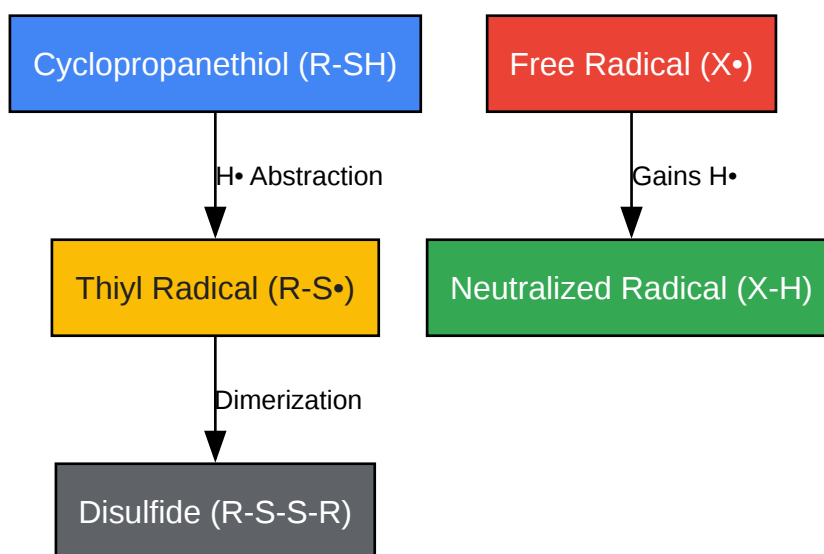 Cyclopropanethiol (R-SH)
Free Radical (X•)
H• Abstraction
Gains H•
Thiyl Radical (R-S•)
Neutralized Radical (X-H)
Dimerization
Disulfide (R-S-S-R)